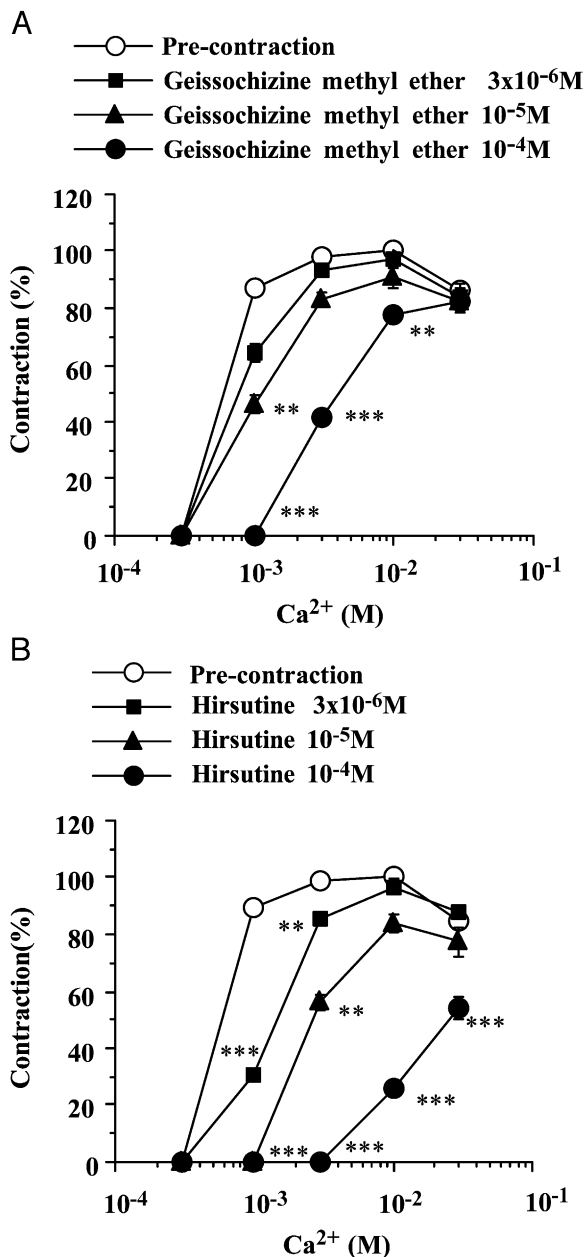 A
Pre-contraction
Geissochizine methyl ether 3x10⁻⁶M
Geissochizine methyl ether 10⁻⁵M
Geissochizine methyl ether 10⁻⁴M
120
100
80
60
40
20
0
Contraction (%)
**
***
**
***
10⁻⁴ 10⁻³ 10⁻² 10⁻¹
Ca²⁺ (M)
B
Pre-contraction
Hirsutine 3x10⁻⁶M
Hirsutine 10⁻⁵M
Hirsutine 10⁻⁴M
120
100
80
60
40
20
0
Contraction(%)
**
***
**
***
***
***
***
10⁻⁴ 10⁻³ 10⁻² 10⁻¹
Ca²⁺ (M)